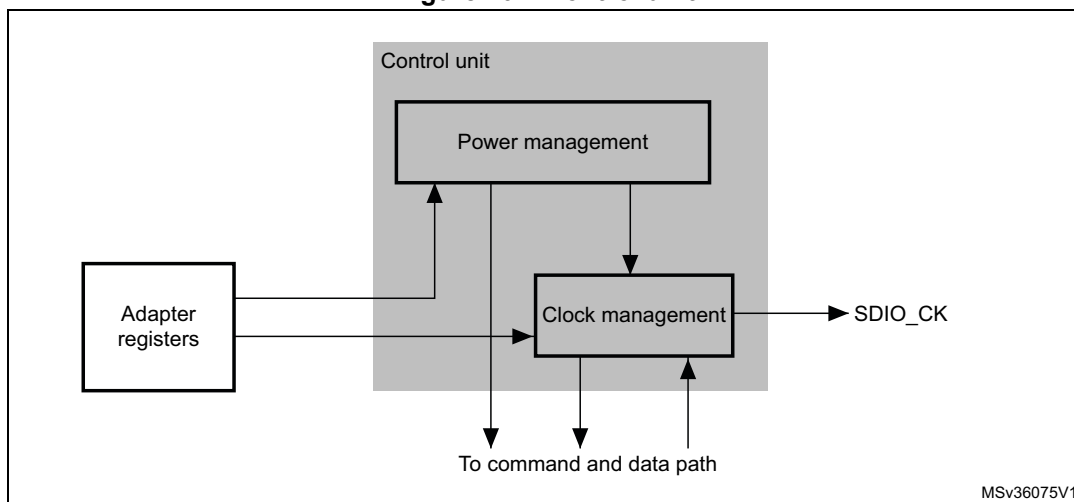 Control unit
Power management
Adapter
registers
Clock management
SDIO_CK
To command and data path
MSv36075V1